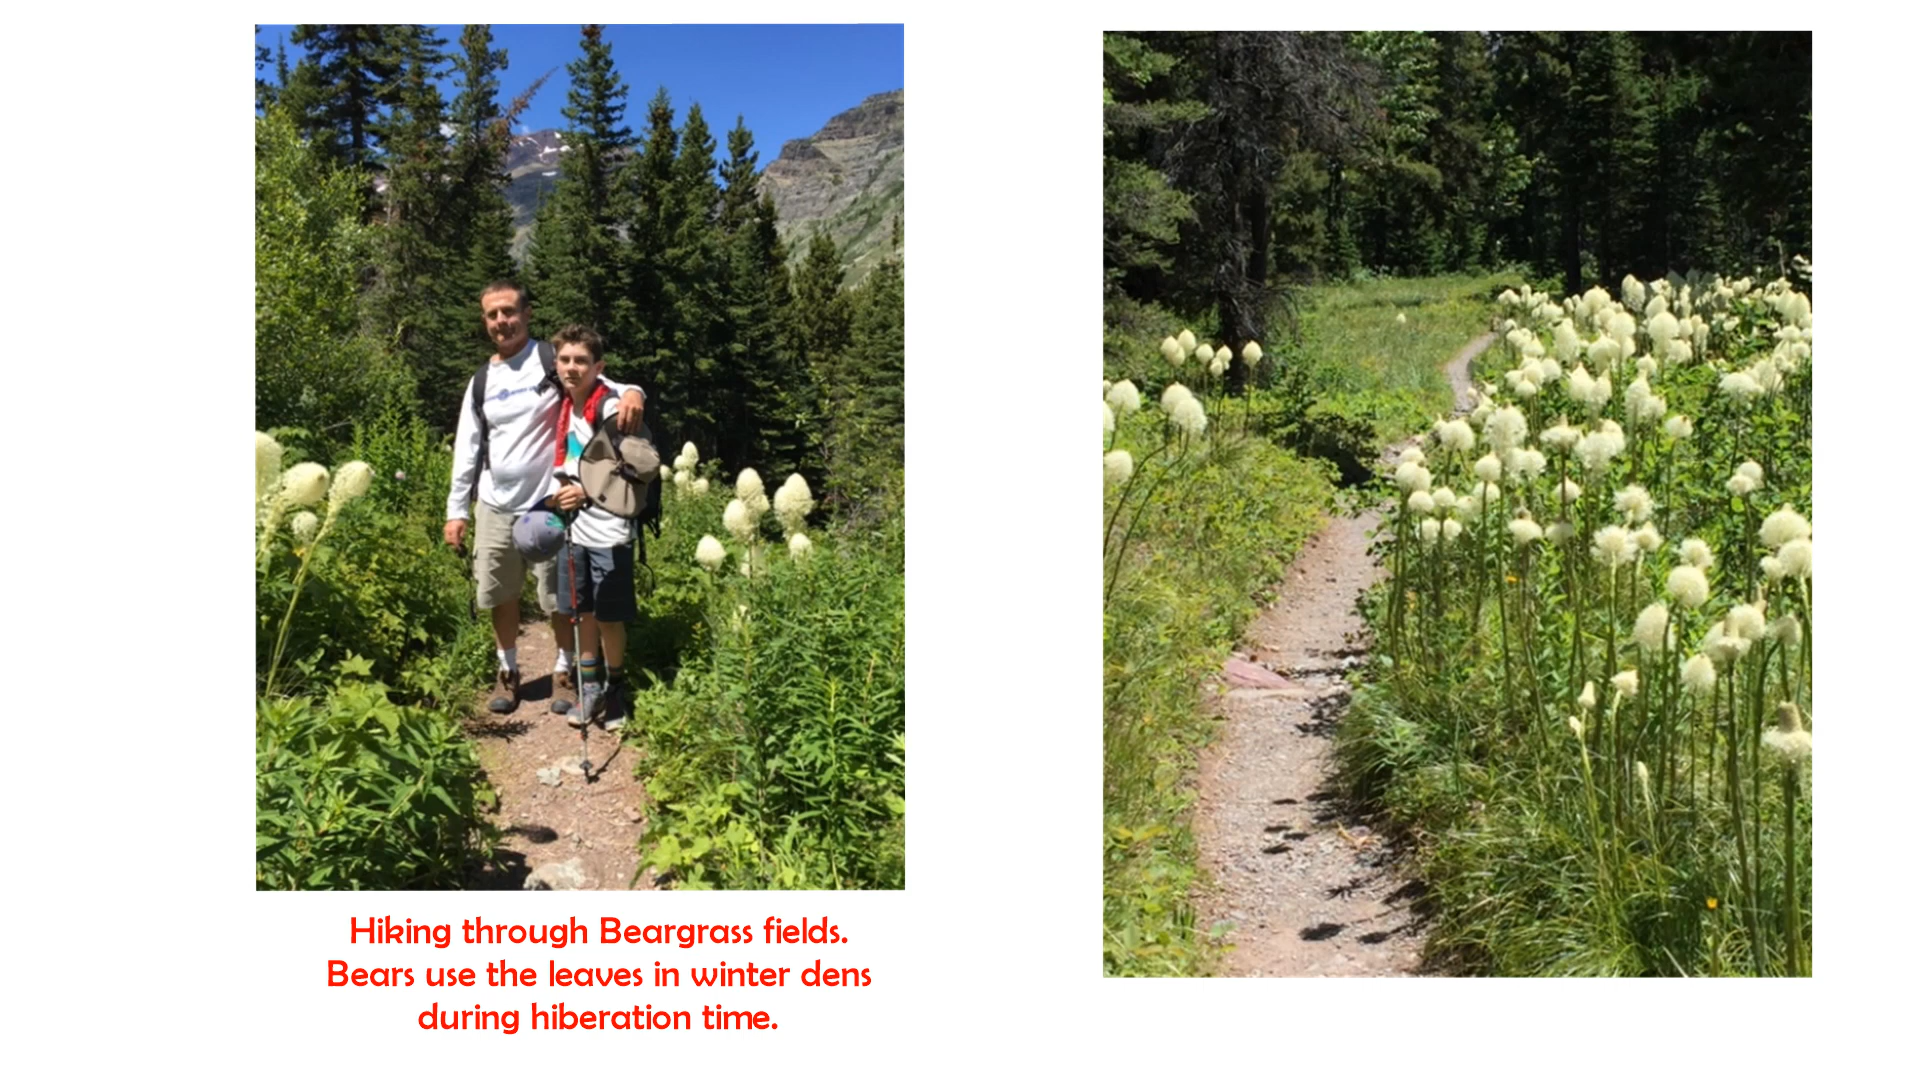 Hiking through Beargrass fields.
Bears use the leaves in winter dens
during hiberation time.